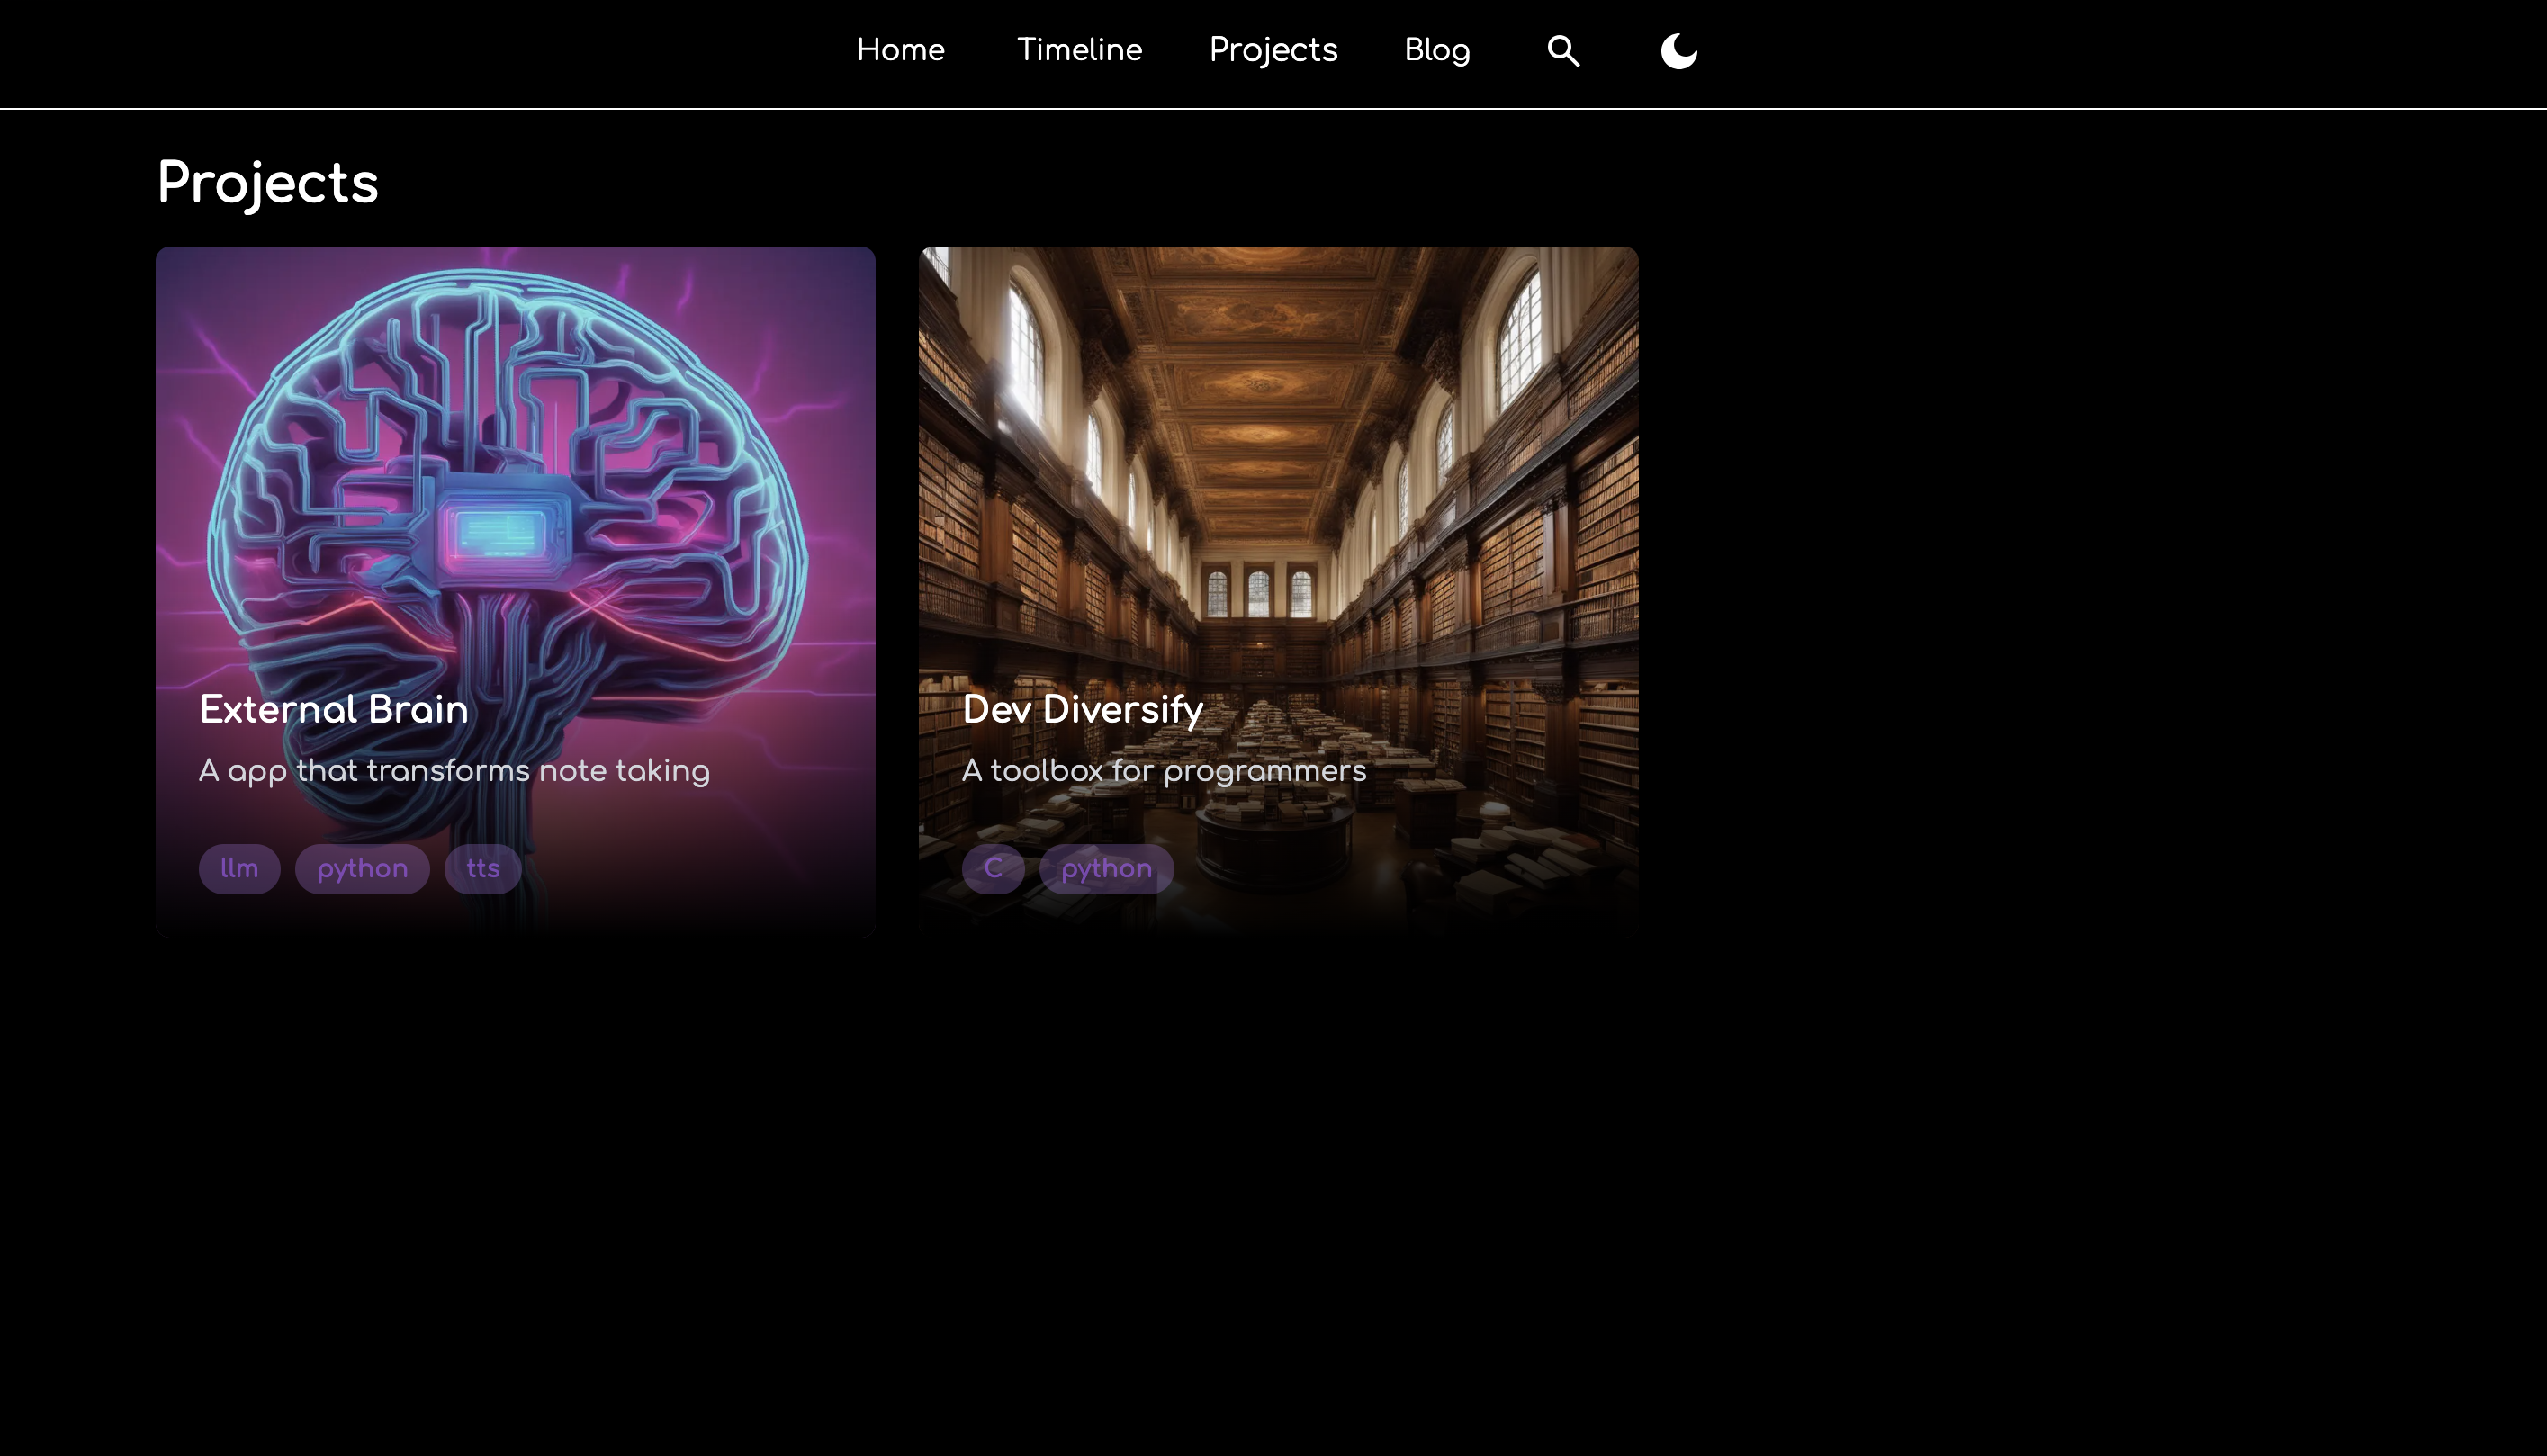 Home Timeline Projects Blog
Projects
External Brain
A app that transforms note taking
llm python tts
Dev Diversify
A toolbox for programmers
C python